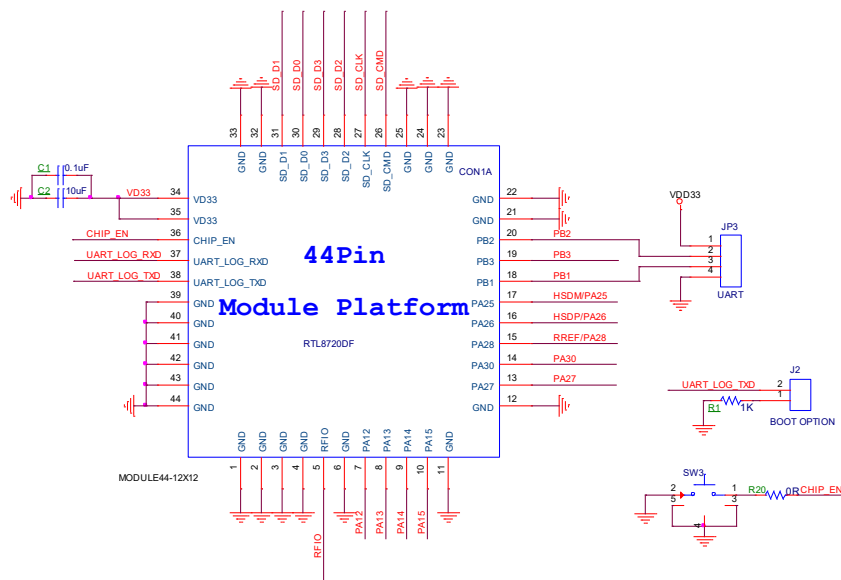 SD_D1
SD_D0
SD_D3
SD_D2
SD_CLK
SD_CMD
33
32
31
30
29
28
27
26
25
24
23
GND
GND
SD_D1
SD_D0
SD_D3
SD_D2
SD_CLK
SD_CMD
GND
GND
GND
CON1A
C1 0.1uF
C2 10uF
VD33 34 VD33
35 VD33
CHIP_EN 36 CHIP_EN
UART_LOG_RXD 37 UART_LOG_RXD
UART_LOG_TXD 38 UART_LOG_TXD
39 GND
40 GND
41 GND
42 GND
43 GND
44 GND
44Pin
Module Platform
RTL8720DF
GND 22
GND 21
PB2 20 PB2
PB3 19 PB3
PB1 18 PB1
PA25 17 HSDM/PA25
PA26 16 HSDP/PA26
PA28 15 RREF/PA28
PA30 14 PA30
PA27 13 PA27
GND 12
VDD33
JP3
1
2
3
4
UART
J2
UART_LOG_TXD 2
1
R1 1K
BOOT OPTION
GND
GND
GND
GND
RFIO
GND
PA12
PA13
PA14
PA15
GND
MODULE44-12X12
1
2
3
4
5
6
7
8
9
10
11
RFIO
PA12
PA13
PA14
PA15
SW3
2 1 R20 0R CHIP_EN
5 3
4